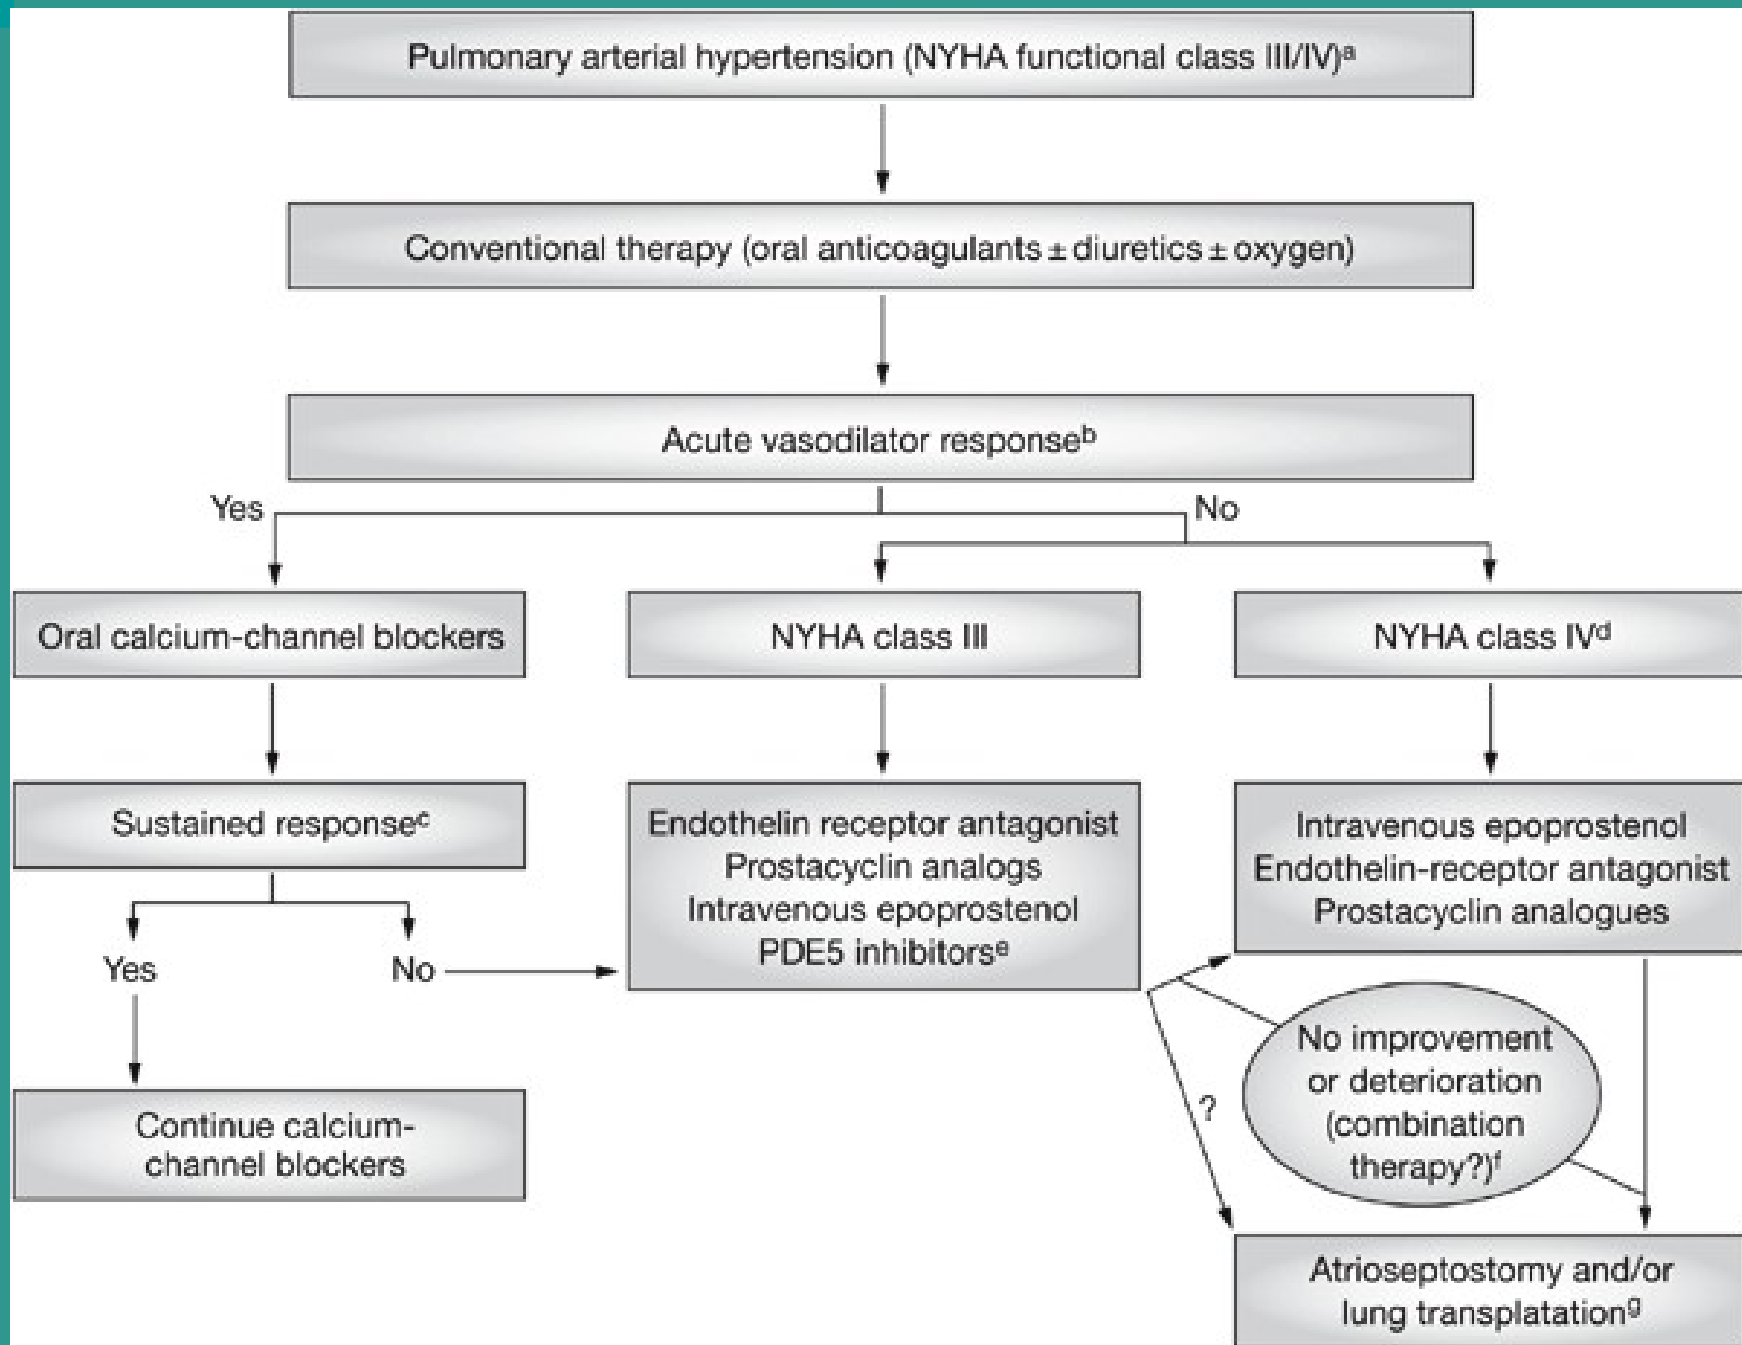 Pulmonary arterial hypertension (NYHA functional class III/IV)ᵃ
Conventional therapy (oral anticoagulants ± diuretics ± oxygen)
Acute vasodilator responseᵇ
Yes
No
Oral calcium-channel blockers
NYHA class III
NYHA class IVᵈ
Sustained responseᶜ
Endothelin receptor antagonist
Prostacyclin analogs
Intravenous epoprostenol
PDE5 inhibitorsᵉ
Intravenous epoprostenol
Endothelin-receptor antagonist
Prostacyclin analogues
Yes
No
No improvement
or deterioration
(combination
therapy?)ᶠ
?
Continue calcium-
channel blockers
Atrioseptostomy and/or
lung transplatationᵍ